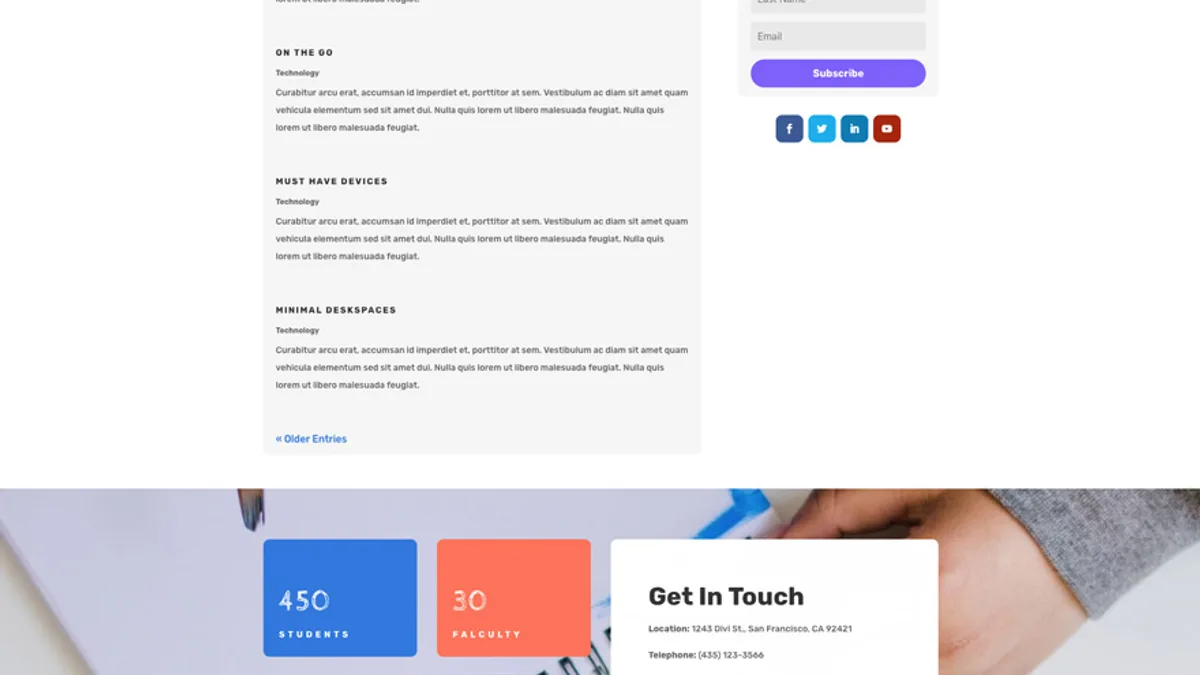 lorem ut libero malesuada feugiat.
ON THE GO
Technology
Curabitur arcu erat, accumsan id imperdiet et, porttitor at sem. Vestibulum ac diam sit amet quam
vehicula elementum sed sit amet dui. Nulla quis lorem ut libero malesuada feugiat. Nulla quis
lorem ut libero malesuada feugiat.
MUST HAVE DEVICES
Technology
Curabitur arcu erat, accumsan id imperdiet et, porttitor at sem. Vestibulum ac diam sit amet quam
vehicula elementum sed sit amet dui. Nulla quis lorem ut libero malesuada feugiat. Nulla quis
lorem ut libero malesuada feugiat.
MINIMAL DESKSPACES
Technology
Curabitur arcu erat, accumsan id imperdiet et, porttitor at sem. Vestibulum ac diam sit amet quam
vehicula elementum sed sit amet dui. Nulla quis lorem ut libero malesuada feugiat. Nulla quis
lorem ut libero malesuada feugiat.
« Older Entries
Last Name
Email
Subscribe
450
STUDENTS
30
FALCULTY
Get In Touch
Location: 1243 Divi St., San Francisco, CA 92421
Telephone: (435) 123-3566